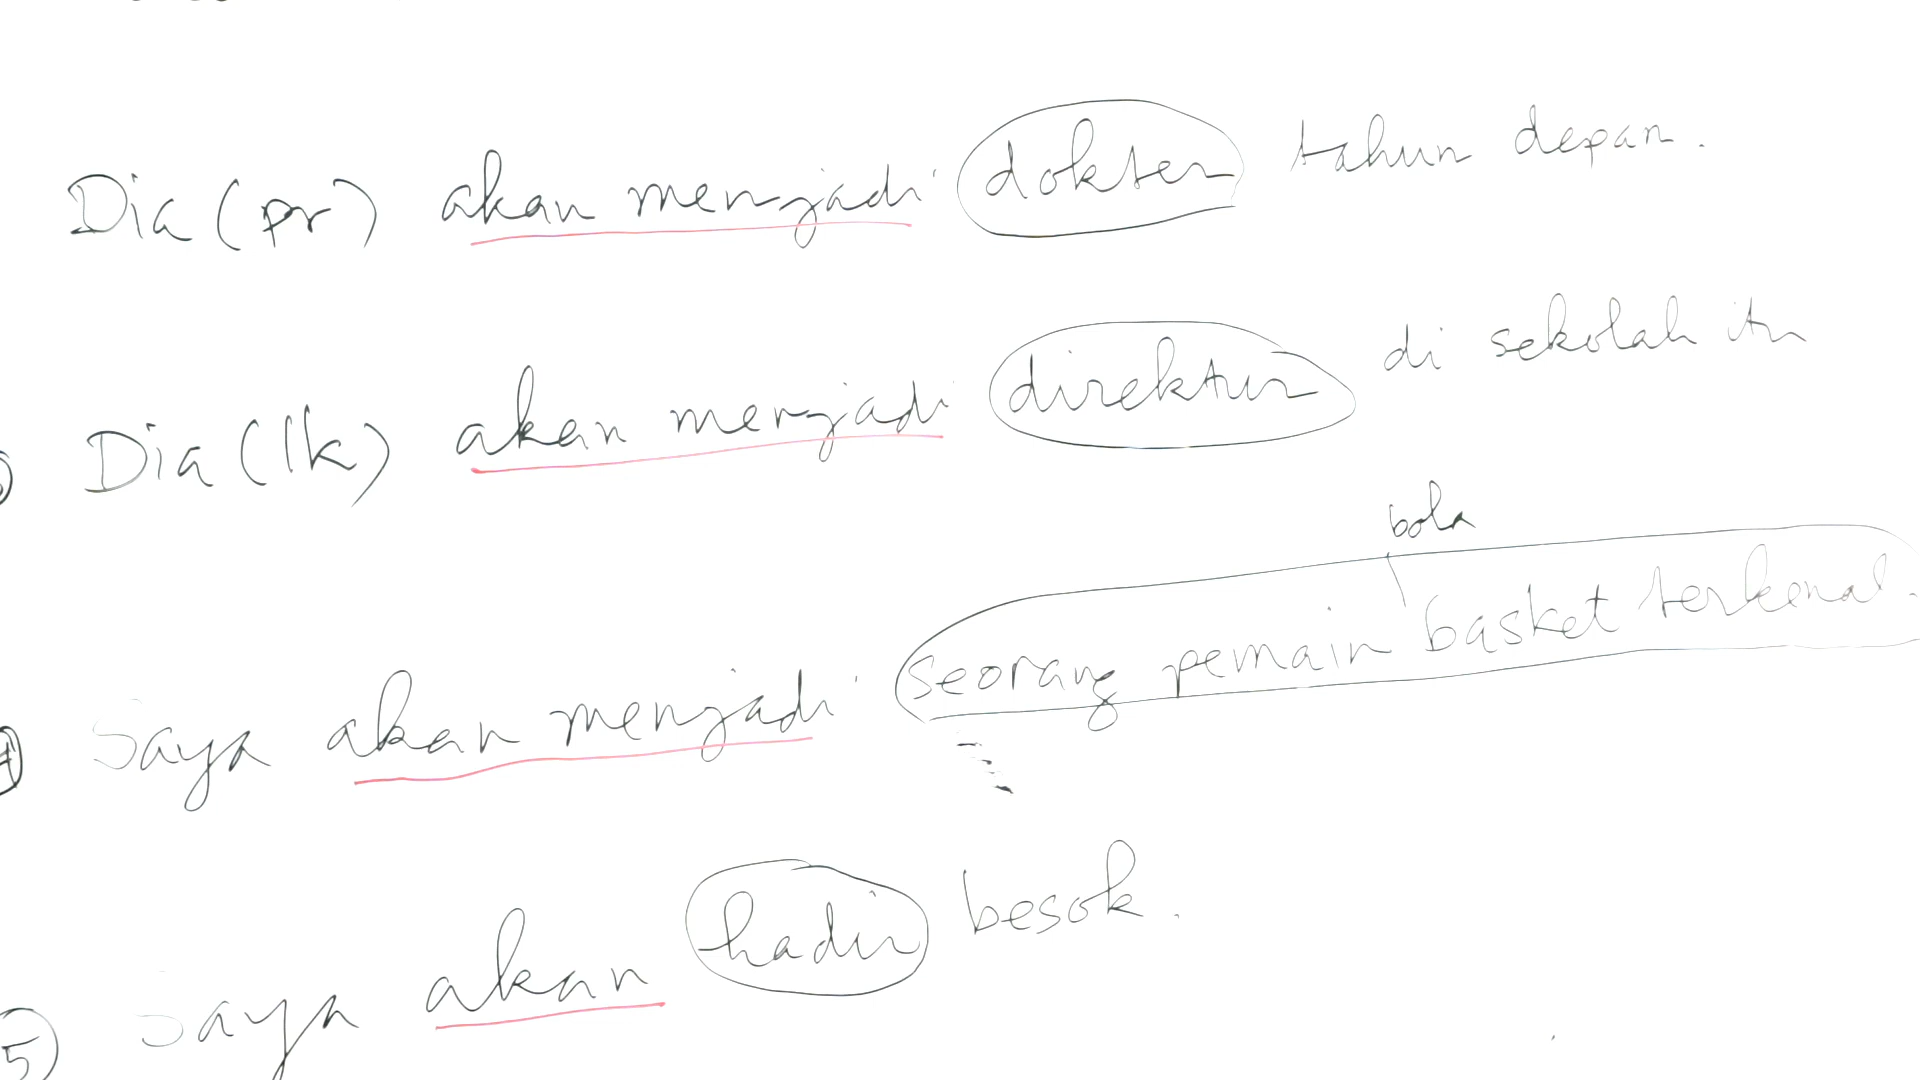 Dia (pr) akan menjadi dokter tahun depan.
Dia (lk) akan menjadi direktur di sekolah itu
bola
Saya akan menjadi seorang pemain basket terkenal.
5 Saya akan hadir besok.